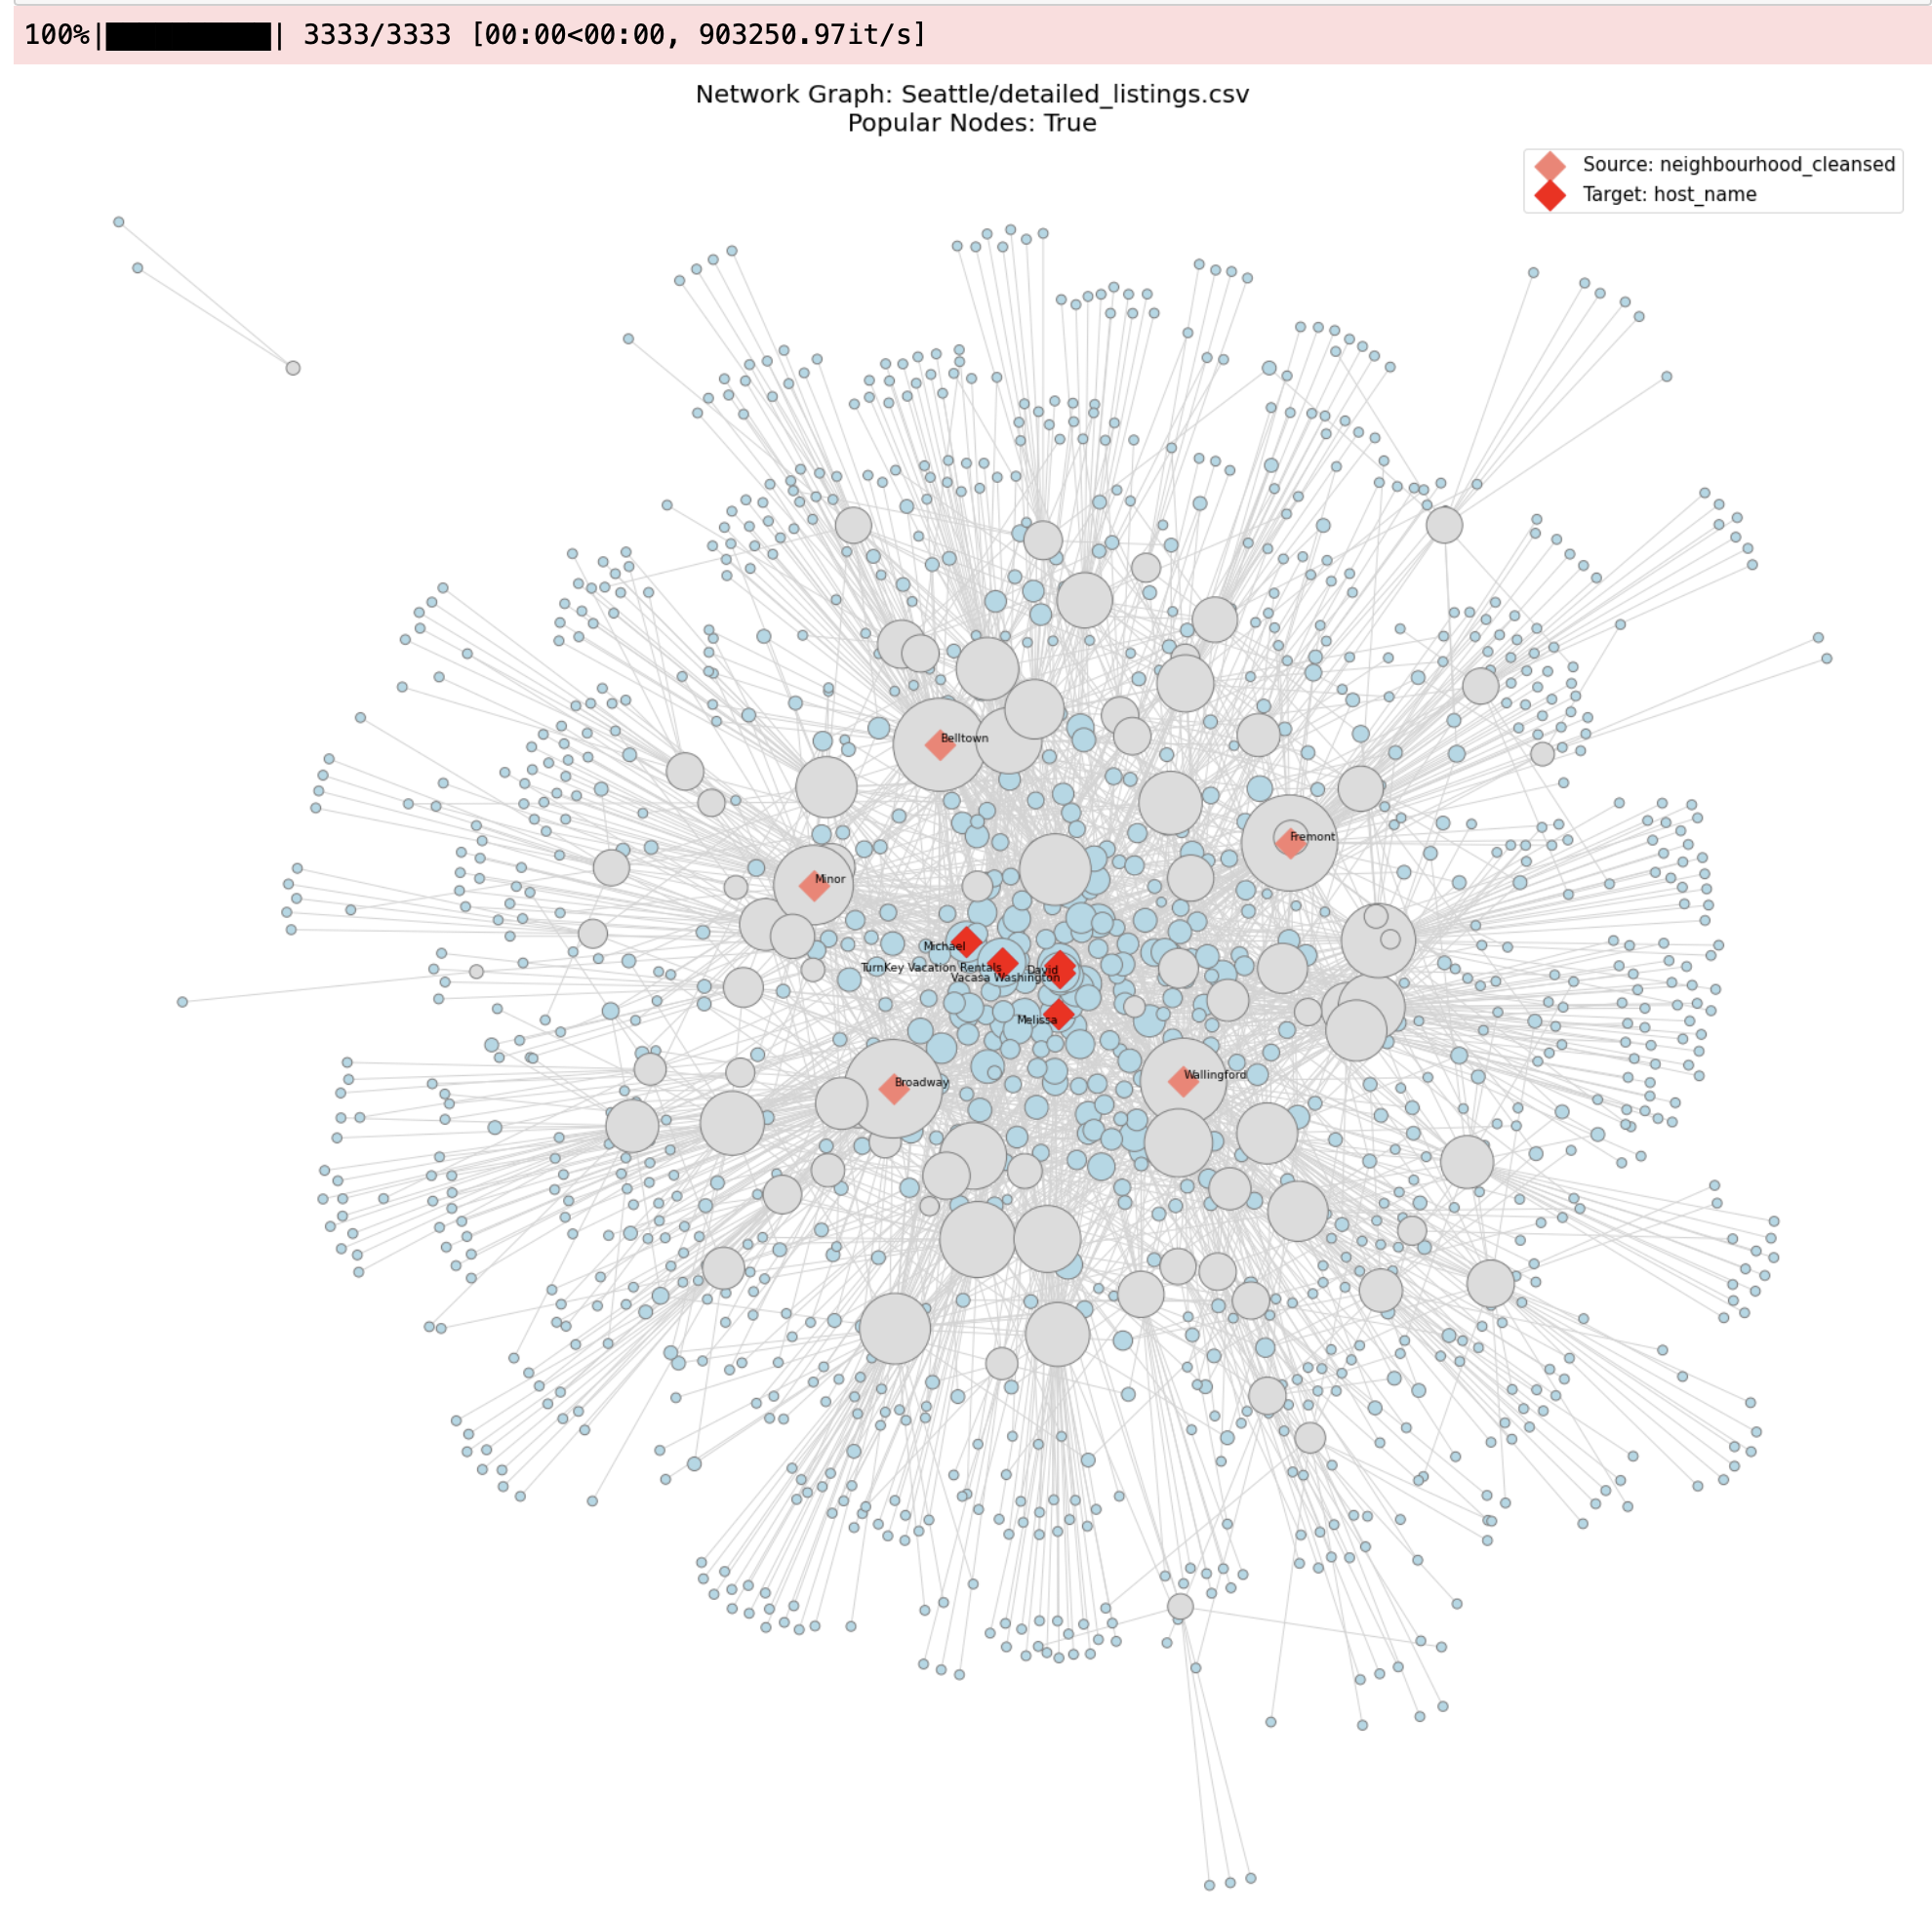 100%|██████████| 3333/3333 [00:00<00:00, 903250.97it/s]
Network Graph: Seattle/detailed_listings.csv
Popular Nodes: True
Source: neighbourhood_cleansed
Target: host_name
Belltown
Fremont
Minor
Michael
TurnKey Vacation Rentals
David
Vacasa Washington
Melissa
Wallingford
Broadway